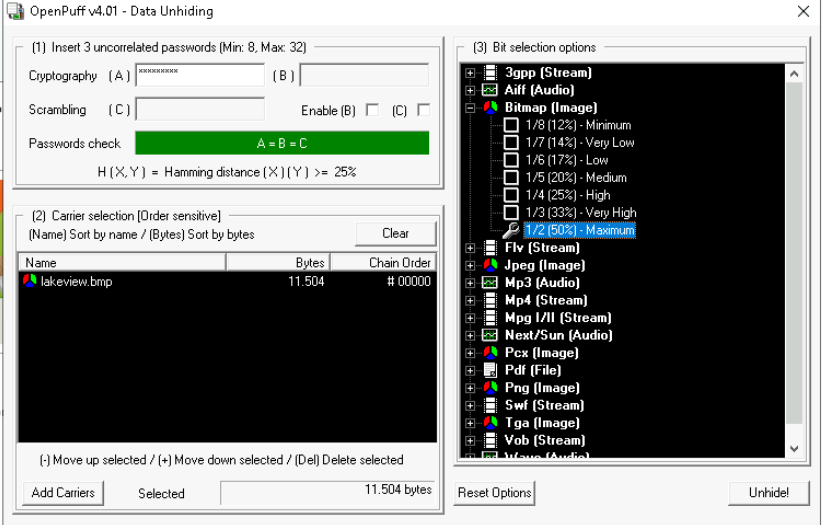 OpenPuff v4.01 - Data Unhiding
(1) Insert 3 uncorrelated passwords (Min: 8, Max: 32)
Cryptography (A) ********* (B)
Scrambling (C) Enable (B) (C)
Passwords check A = B = C
H (X, Y) = Hamming distance (X) (Y) >= 25%
(2) Carrier selection [Order sensitive]
(Name) Sort by name / (Bytes) Sort by bytes Clear
Name Bytes Chain Order
lakeview.bmp 11.504 # 00000
(-) Move up selected / (+) Move down selected / (Del) Delete selected
Add Carriers Selected 11.504 bytes
(3) Bit selection options
3gpp (Stream)
Aiff (Audio)
Bitmap (Image)
1/8 (12%) - Minimum
1/7 (14%) - Very Low
1/6 (17%) - Low
1/5 (20%) - Medium
1/4 (25%) - High
1/3 (33%) - Very High
1/2 (50%) - Maximum
Flv (Stream)
Jpeg (Image)
Mp3 (Audio)
Mp4 (Stream)
Mpg I/II (Stream)
Next/Sun (Audio)
Pcx (Image)
Pdf (File)
Png (Image)
Swf (Stream)
Tga (Image)
Vob (Stream)
Wave (Audio)
Reset Options Unhide!